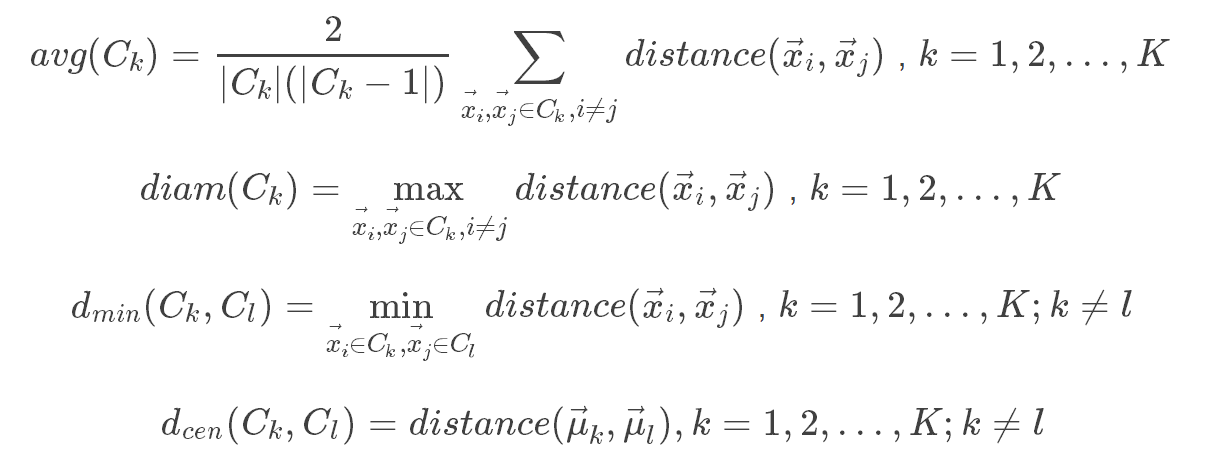 $avg(C_k) = \frac{2}{|C_k|(|C_k - 1|)} \sum_{\vec{x}_i, \vec{x}_j \in C_k, i \neq j} distance(\vec{x}_i, \vec{x}_j) , k = 1, 2, \ldots, K$
$diam(C_k) = \max_{\vec{x}_i, \vec{x}_j \in C_k, i \neq j} distance(\vec{x}_i, \vec{x}_j) , k = 1, 2, \ldots, K$
$d_{min}(C_k, C_l) = \min_{\vec{x}_i \in C_k, \vec{x}_j \in C_l} distance(\vec{x}_i, \vec{x}_j) , k = 1, 2, \ldots, K; k \neq l$
$d_{cen}(C_k, C_l) = distance(\vec{\mu}_k, \vec{\mu}_l), k = 1, 2, \ldots, K; k \neq l$